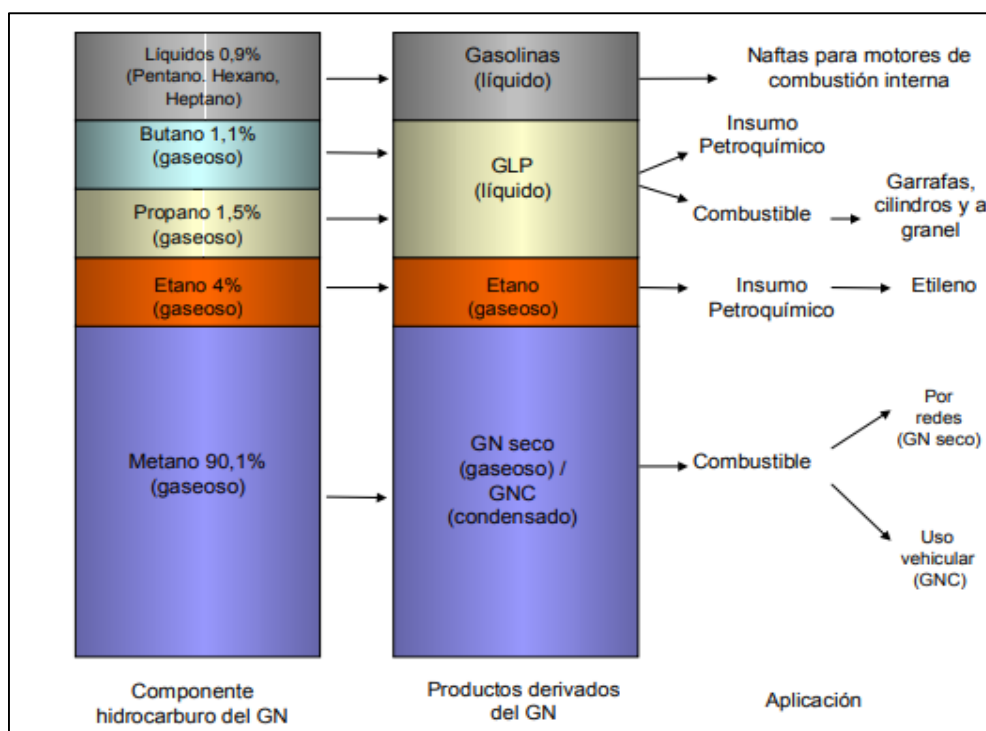 Líquidos 0,9%
(Pentano. Hexano,
Heptano)
Butano 1,1%
(gaseoso)
Propano 1,5%
(gaseoso)
Etano 4%
(gaseoso)
Metano 90,1%
(gaseoso)
Componente
hidrocarburo del GN
Gasolinas
(líquido)
GLP
(líquido)
Etano
(gaseoso)
GN seco
(gaseoso) /
GNC
(condensado)
Productos derivados
del GN
Naftas para motores de
combustión interna
Insumo
Petroquímico
Combustible
Garrafas,
cilindros y a
granel
Insumo
Petroquímico
Etileno
Combustible
Por
redes
(GN seco)
Uso
vehicular
(GNC)
Aplicación